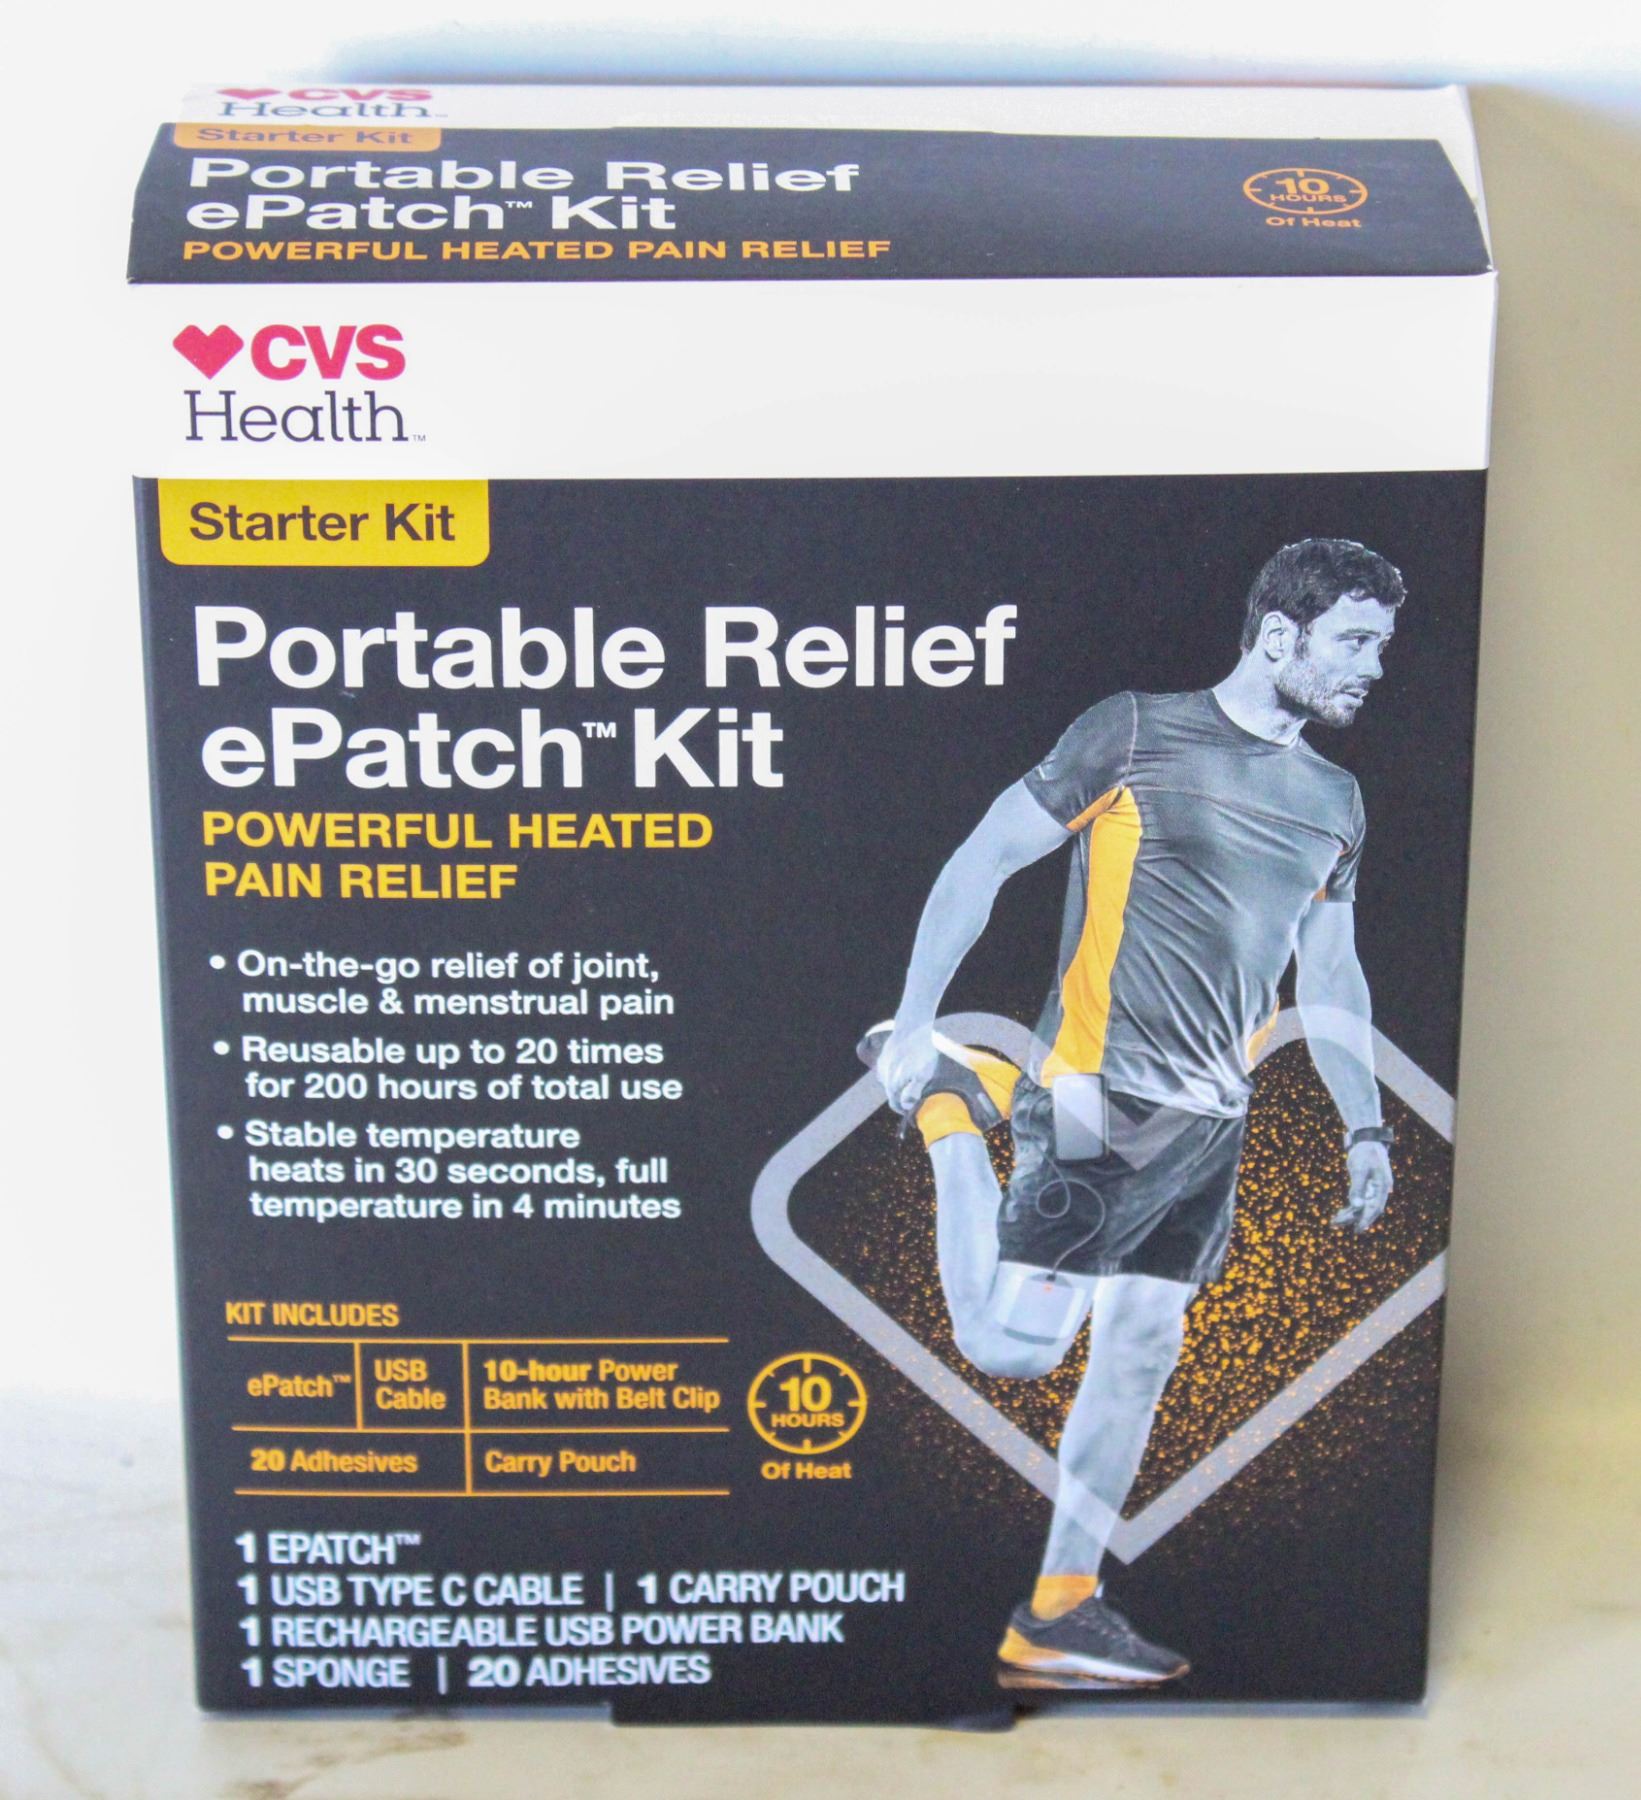 CVS
Health™
Starter Kit
Portable Relief
ePatch™ Kit
POWERFUL HEATED PAIN RELIEF
10
HOURS
Of Heat
CVS
Health™
Starter Kit
Portable Relief
ePatch™ Kit
POWERFUL HEATED
PAIN RELIEF
• On-the-go relief of joint,
muscle & menstrual pain
• Reusable up to 20 times
for 200 hours of total use
• Stable temperature
heats in 30 seconds, full
temperature in 4 minutes
KIT INCLUDES
ePatch™
USB
Cable
10-hour Power
Bank with Belt Clip
20 Adhesives
Carry Pouch
10
HOURS
Of Heat
1 EPATCH™
1 USB TYPE C CABLE | 1 CARRY POUCH
1 RECHARGEABLE USB POWER BANK
1 SPONGE | 20 ADHESIVES